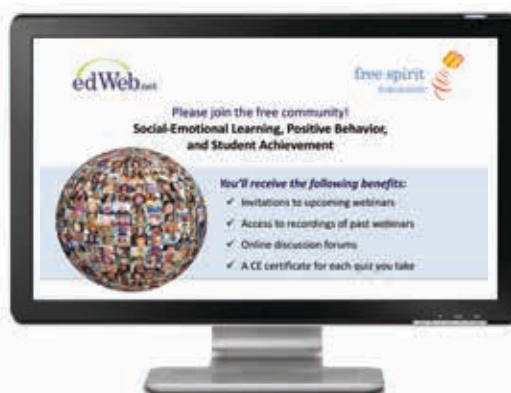 edWeb.net
free spirit
Please join the free community!
Social-Emotional Learning, Positive Behavior,
and Student Achievement
You'll receive the following benefits:
✓ Invitations to upcoming webinars
✓ Access to recordings of past webinars
✓ Online discussion forums
✓ A CE certificate for each quiz you take